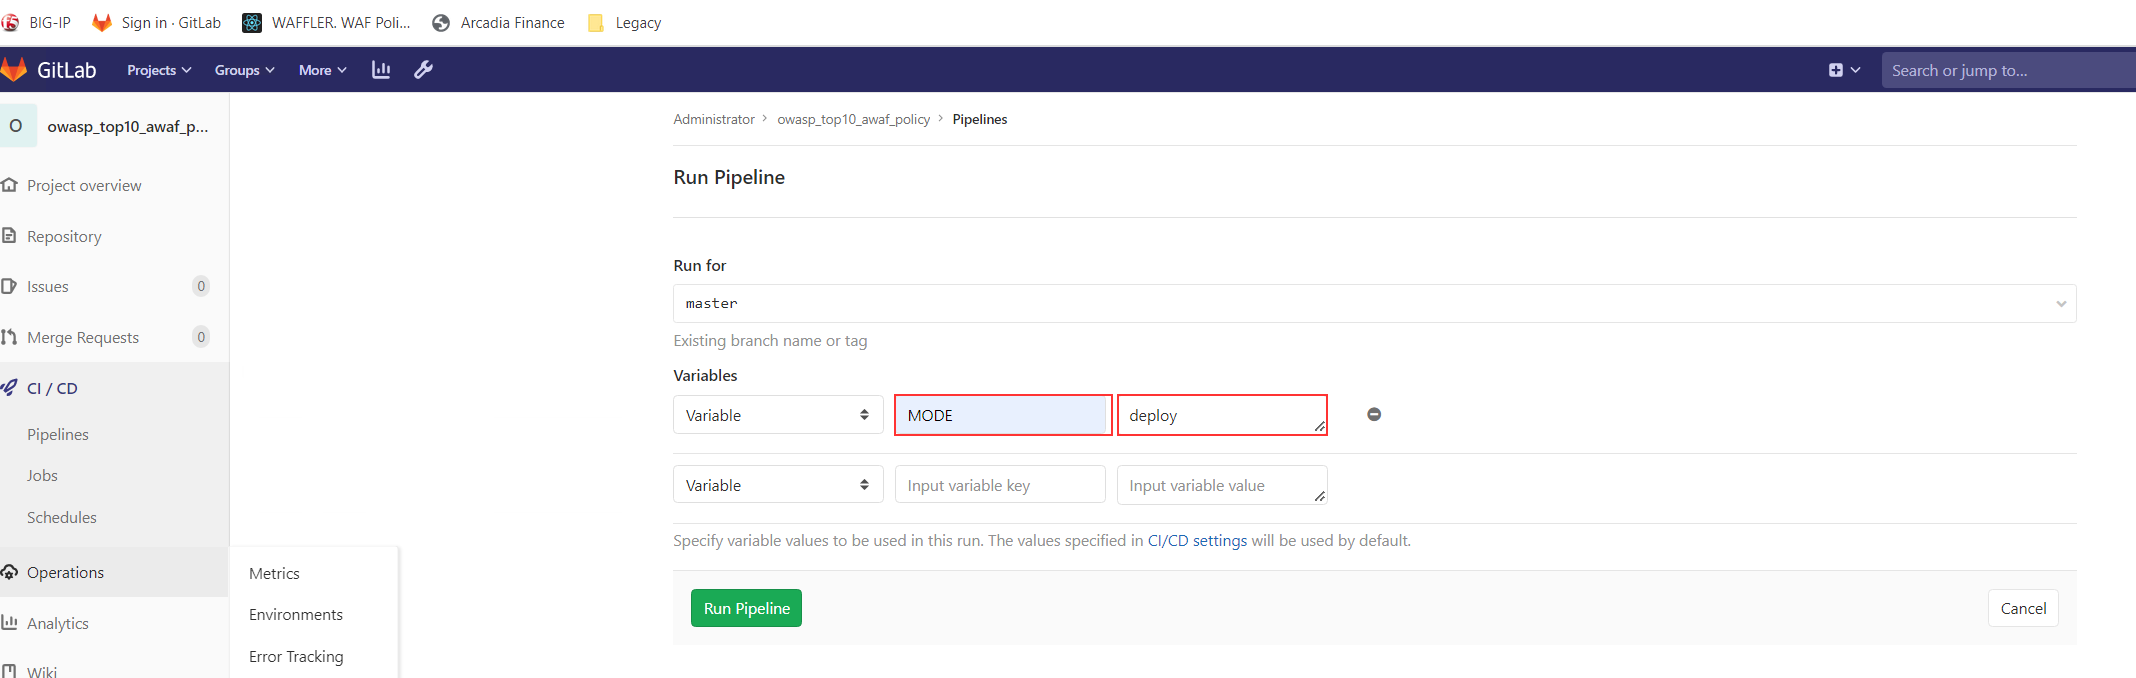 BIG-IP Sign in · GitLab WAFFLER. WAF Poli... Arcadia Finance Legacy
GitLab Projects Groups More Search or jump to...
O owasp_top10_awaf_p...
Administrator > owasp_top10_awaf_policy > Pipelines
Project overview
Run Pipeline
Repository
Run for
Issues 0
master
Merge Requests 0
Existing branch name or tag
Variables
CI / CD
Variable MODE deploy
Pipelines
Jobs
Variable Input variable key Input variable value
Schedules
Specify variable values to be used in this run. The values specified in CI/CD settings will be used by default.
Operations
Metrics
Environments
Error Tracking
Run Pipeline Cancel
Analytics
Wiki